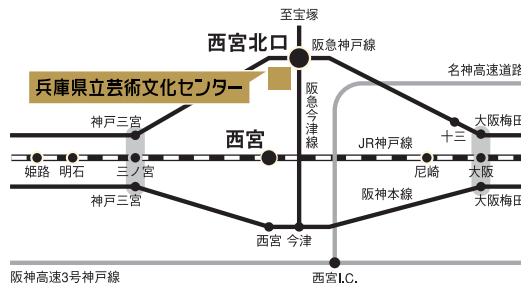 至宝塚
西宮北口
阪急神戸線
名神高速道路
兵庫県立芸術文化センター
阪急今津線
神戸三宮
十三
大阪梅田
西宮
JR神戸線
姫路
明石
三ノ宮
尼崎
大阪
神戸三宮
阪神本線
大阪梅田
西宮
今津
阪神高速3号神戸線
西宮I.C.